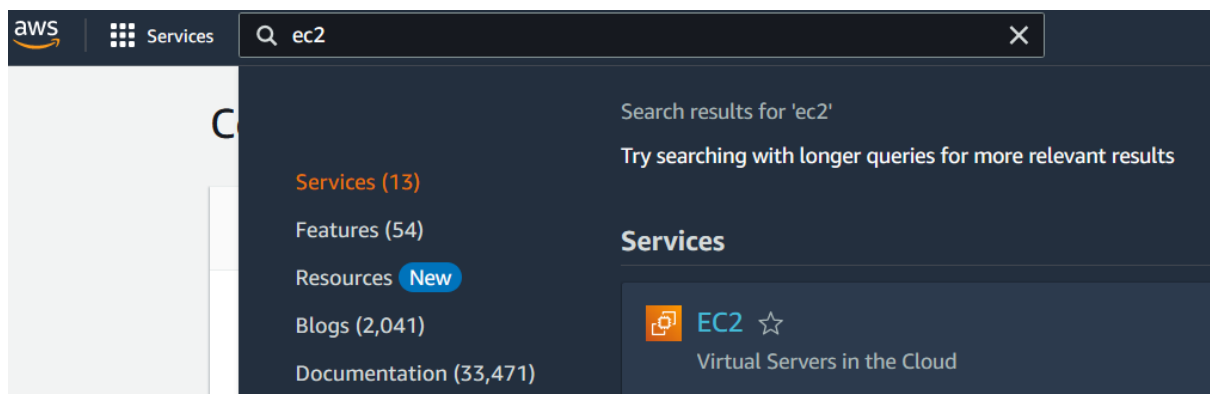 aws
Services
ec2
Search results for 'ec2'
Try searching with longer queries for more relevant results
Services (13)
Features (54)
Resources New
Blogs (2,041)
Documentation (33,471)
Services
EC2
Virtual Servers in the Cloud